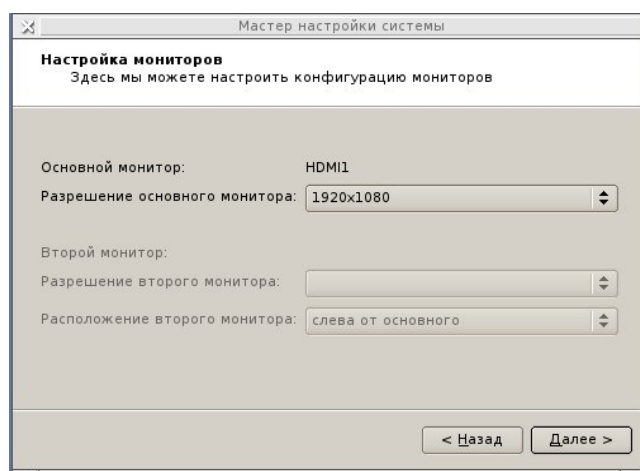 Мастер настройки системы
Настройка мониторов
Здесь мы можете настроить конфигурацию мониторов
Основной монитор: HDMI1
Разрешение основного монитора: 1920x1080
Второй монитор:
Разрешение второго монитора:
Расположение второго монитора: слева от основного
< Назад Далее >